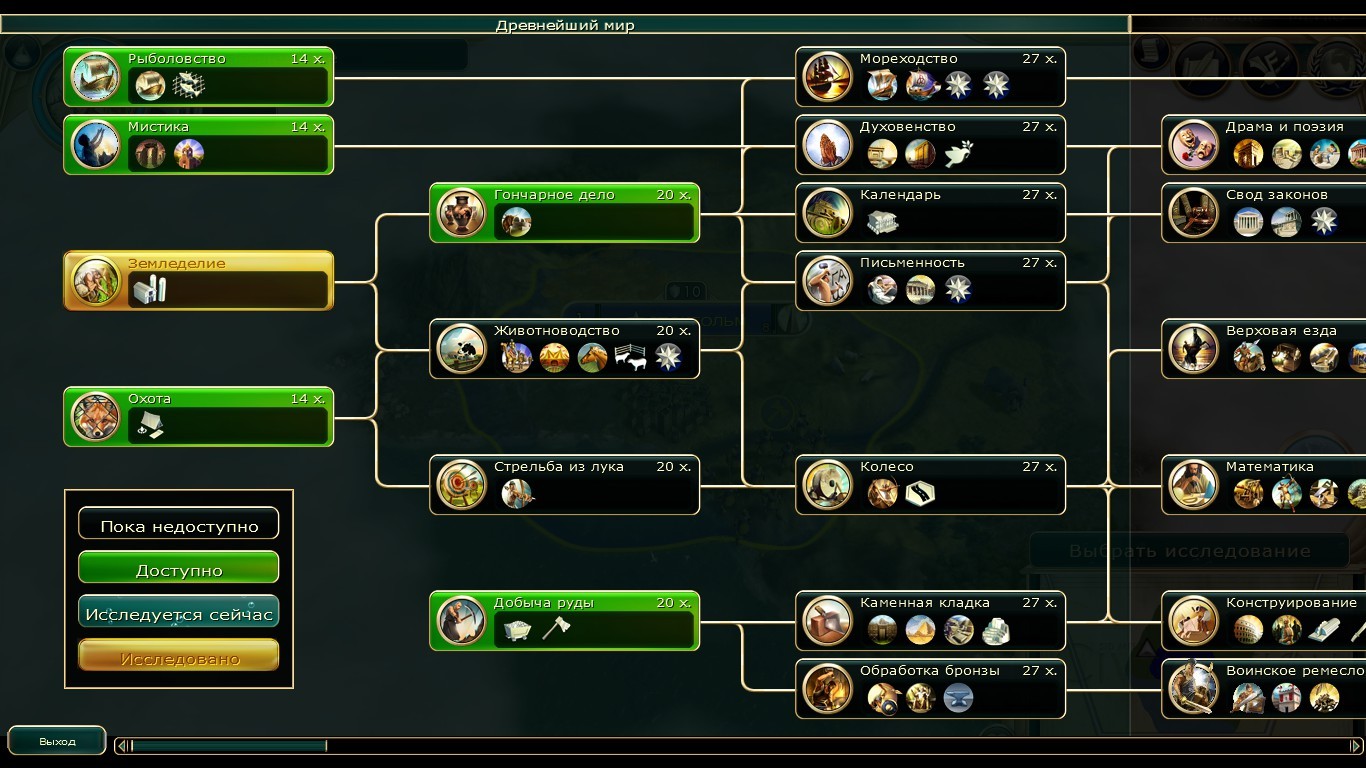 Древнейший мир
Рыболовство 14 х.
Мореходство 27 х.
Мистика 14 х.
Духовенство 27 х.
Драма и поэзия
Гончарное дело 20 х.
Календарь 27 х.
Свод законов
Земледелие
Письменность 27 х.
10
Животноводство 20 х.
Верховая езда
Охота 14 х.
Стрельба из лука 20 х.
Колесо 27 х.
Математика
Пока недоступно
Доступно
Выбрать исследование
Исследуется сейчас
Добыча руды 20 х.
Каменная кладка 27 х.
Конструирование
Исследовано
Обработка бронзы 27 х.
Воинское ремесло
Выход